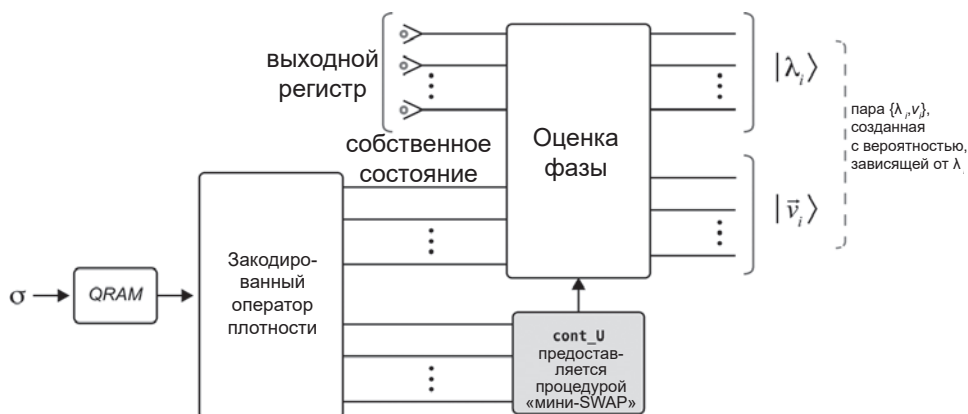 выходной
регистр
собственное
состояние
Оценка
фазы
|λᵢ⟩
|v⃗ᵢ⟩
пара {λᵢ,vᵢ},
созданная
с вероятностью,
зависящей от λ
σ
QRAM
Закодиро-
ванный
оператор
плотности
cont_U
предостав-
ляется
процедурой
«мини-SWAP»